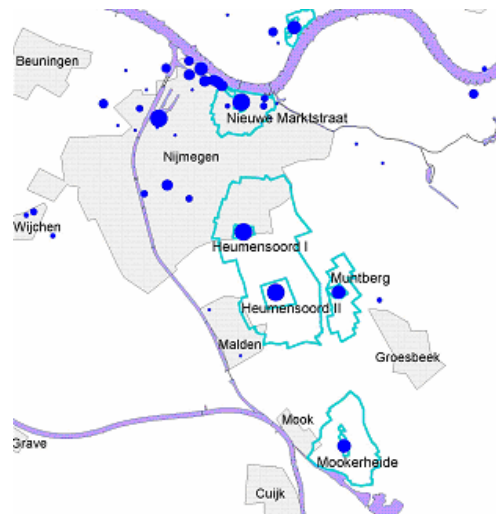 Beuningen
Nieuwe Marktstraat
Nijmegen
Wijchen
Heumensoord I
Muntberg
Heumensoord II
Malden
Groesbeek
Mook
Grave
Mookerheide
Cuijk